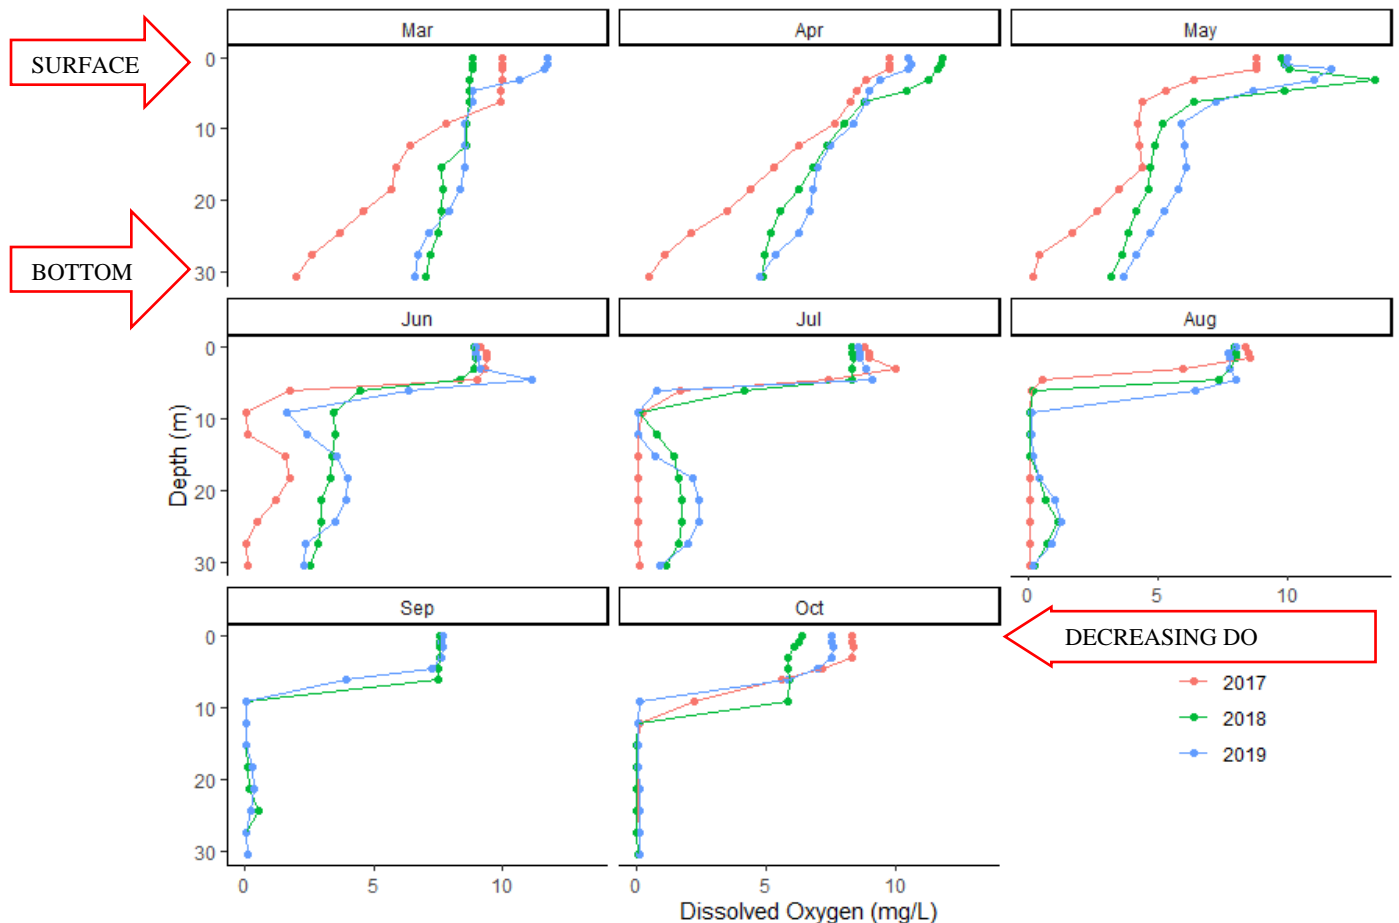 Mar Apr May
SURFACE
0
10
20
BOTTOM
30
Jun Jul Aug
0
10
20
30
0 5 10
Sep Oct
0
DECREASING DO
2017
10
2018
2019
20
30
0 5 10 0 5 10
Depth (m)
Dissolved Oxygen (mg/L)